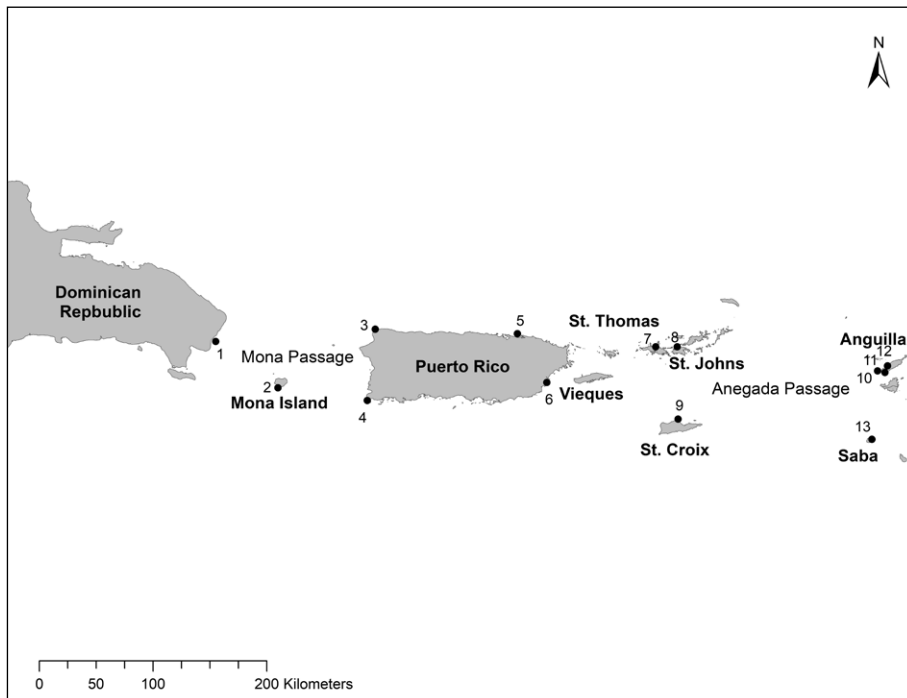 N
Dominican
Repbublic
1
Mona Passage
2
Mona Island
3
4
5
Puerto Rico
6
Vieques
St. Thomas
7
8
St. Johns
9
St. Croix
Anguilla
12
11
10
Anegada Passage
13
Saba
0 50 100 200 Kilometers